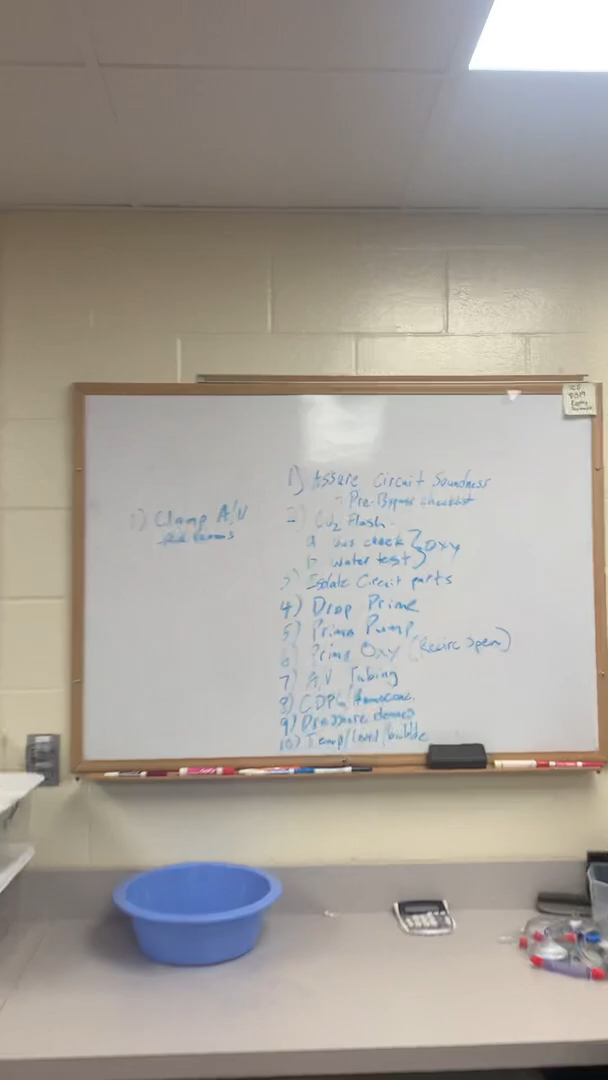 1) Assure Circuit Soundness
- Pre-Bypass checklist
2) CO2 Flash
a Gas check } Oxy
b Water test
3) Isolate Circuit parts
4) Drop Prime
5) Prime Pump
6) Prime Oxy (Recirc open)
7) A/V Tubing
8) CDPG/
9) Pressure domes
10) Temp/level/bubble
1) Clamp A/V